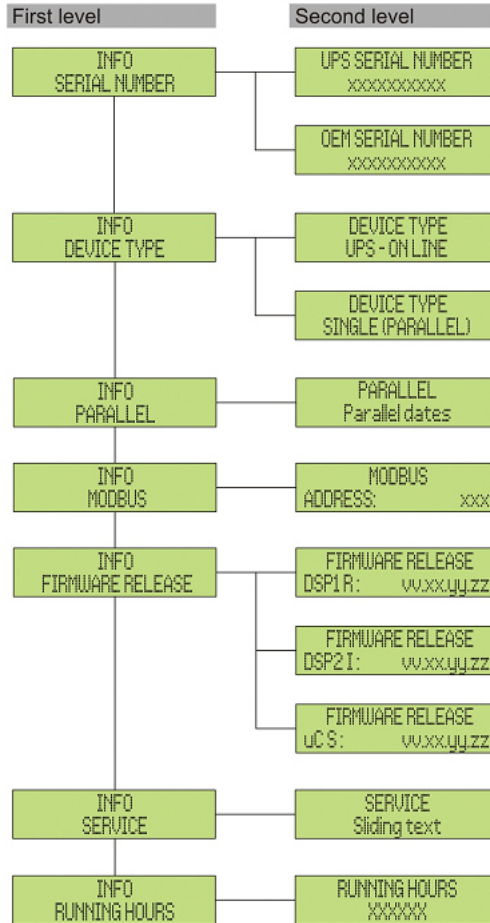 First level
Second level
INFO
SERIAL NUMBER
UPS SERIAL NUMBER
xxxxxxxxxx
OEM SERIAL NUMBER
xxxxxxxxxx
INFO
DEVICE TYPE
DEVICE TYPE
UPS - ON LINE
DEVICE TYPE
SINGLE (PARALLEL)
INFO
PARALLEL
PARALLEL
Parallel dates
INFO
MODBUS
MODBUS
ADDRESS: xxx
INFO
FIRMWARE RELEASE
FIRMWARE RELEASE
DSP1 R: vv.xx.yy.zz
FIRMWARE RELEASE
DSP2 I: vv.xx.yy.zz
FIRMWARE RELEASE
uC S: vv.xx.yy.zz
INFO
SERVICE
SERVICE
Sliding text
INFO
RUNNING HOURS
RUNNING HOURS
XXXXXX